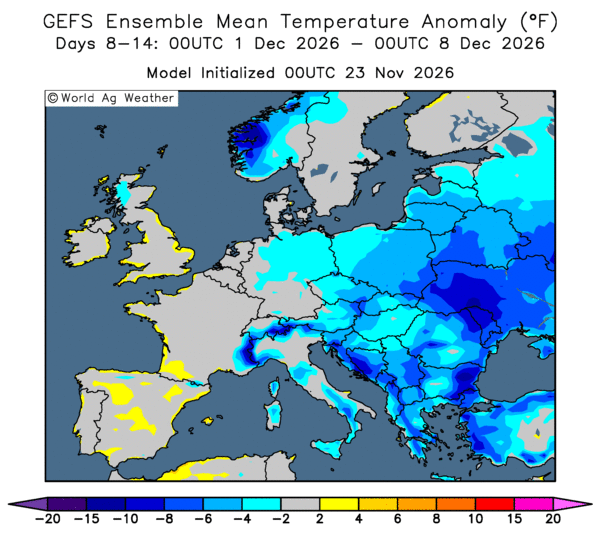 GEFS Ensemble Mean Temperature Anomaly (°F)
Days 8-14: 00UTC 1 Dec 2026 - 00UTC 8 Dec 2026
Model Initialized 00UTC 23 Nov 2026
© World Ag Weather
-20 -15 -10 -8 -6 -4 -2 2 4 6 8 10 15 20